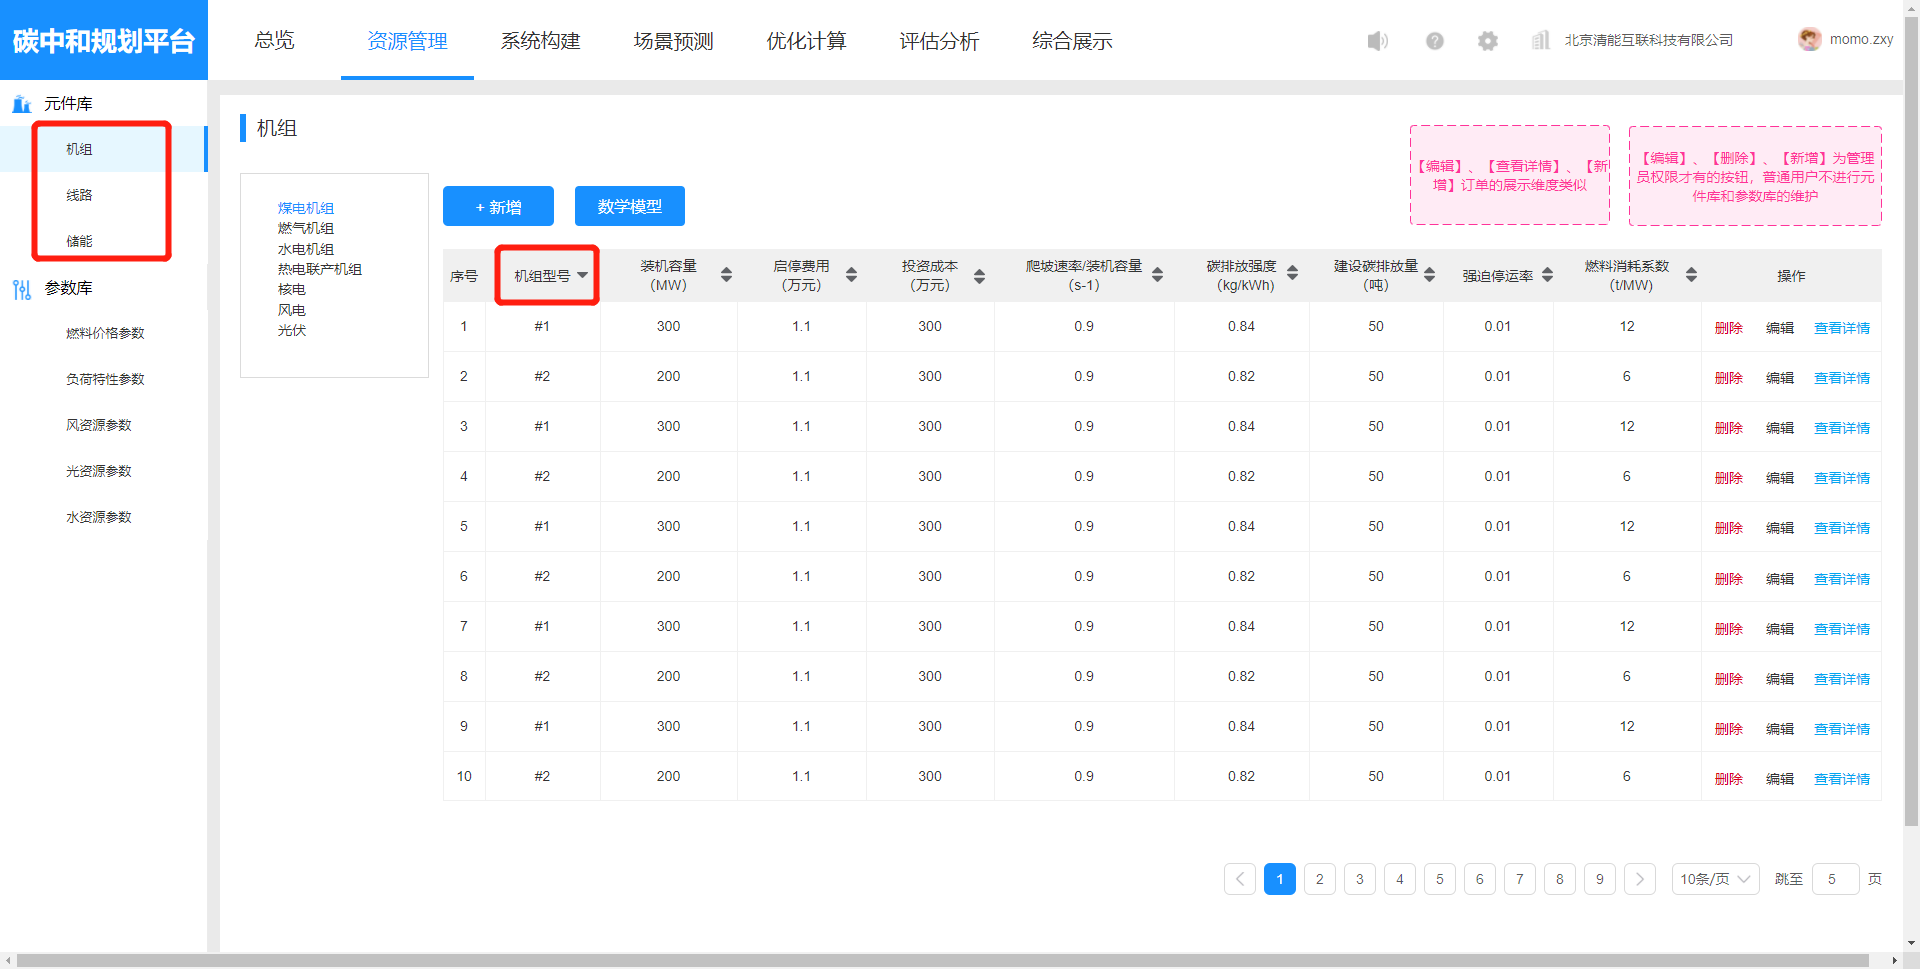 碳中和规划平台
总览
资源管理
系统构建
场景预测
优化计算
评估分析
综合展示
北京清能互联科技有限公司
momo.zxy
元件库
机组
线路
储能
参数库
燃料价格参数
负荷特性参数
风资源参数
光资源参数
水资源参数
机组
【编辑】、【查看详情】、【新
增】订单的展示维度类似
【编辑】、【删除】、【新增】为管理
员权限才有的按钮，普通用户不进行元
件库和参数库的维护
煤电机组
燃气机组
水电机组
热电联产机组
核电
风电
光伏
+ 新增
数学模型
序号
机组型号
装机容量
（MW）
启停费用
（万元）
投资成本
（万元）
爬坡速率/装机容量
（s-1）
碳排放强度
（kg/kWh）
建设碳排放量
（吨）
强迫停运率
燃料消耗系数
（t/MW）
操作
1 #1 300 1.1 300 0.9 0.84 50 0.01 12 删除 编辑 查看详情
2 #2 200 1.1 300 0.9 0.82 50 0.01 6 删除 编辑 查看详情
3 #1 300 1.1 300 0.9 0.84 50 0.01 12 删除 编辑 查看详情
4 #2 200 1.1 300 0.9 0.82 50 0.01 6 删除 编辑 查看详情
5 #1 300 1.1 300 0.9 0.84 50 0.01 12 删除 编辑 查看详情
6 #2 200 1.1 300 0.9 0.82 50 0.01 6 删除 编辑 查看详情
7 #1 300 1.1 300 0.9 0.84 50 0.01 12 删除 编辑 查看详情
8 #2 200 1.1 300 0.9 0.82 50 0.01 6 删除 编辑 查看详情
9 #1 300 1.1 300 0.9 0.84 50 0.01 12 删除 编辑 查看详情
10 #2 200 1.1 300 0.9 0.82 50 0.01 6 删除 编辑 查看详情
1 2 3 4 5 6 7 8 9 10条/页 跳至 5 页